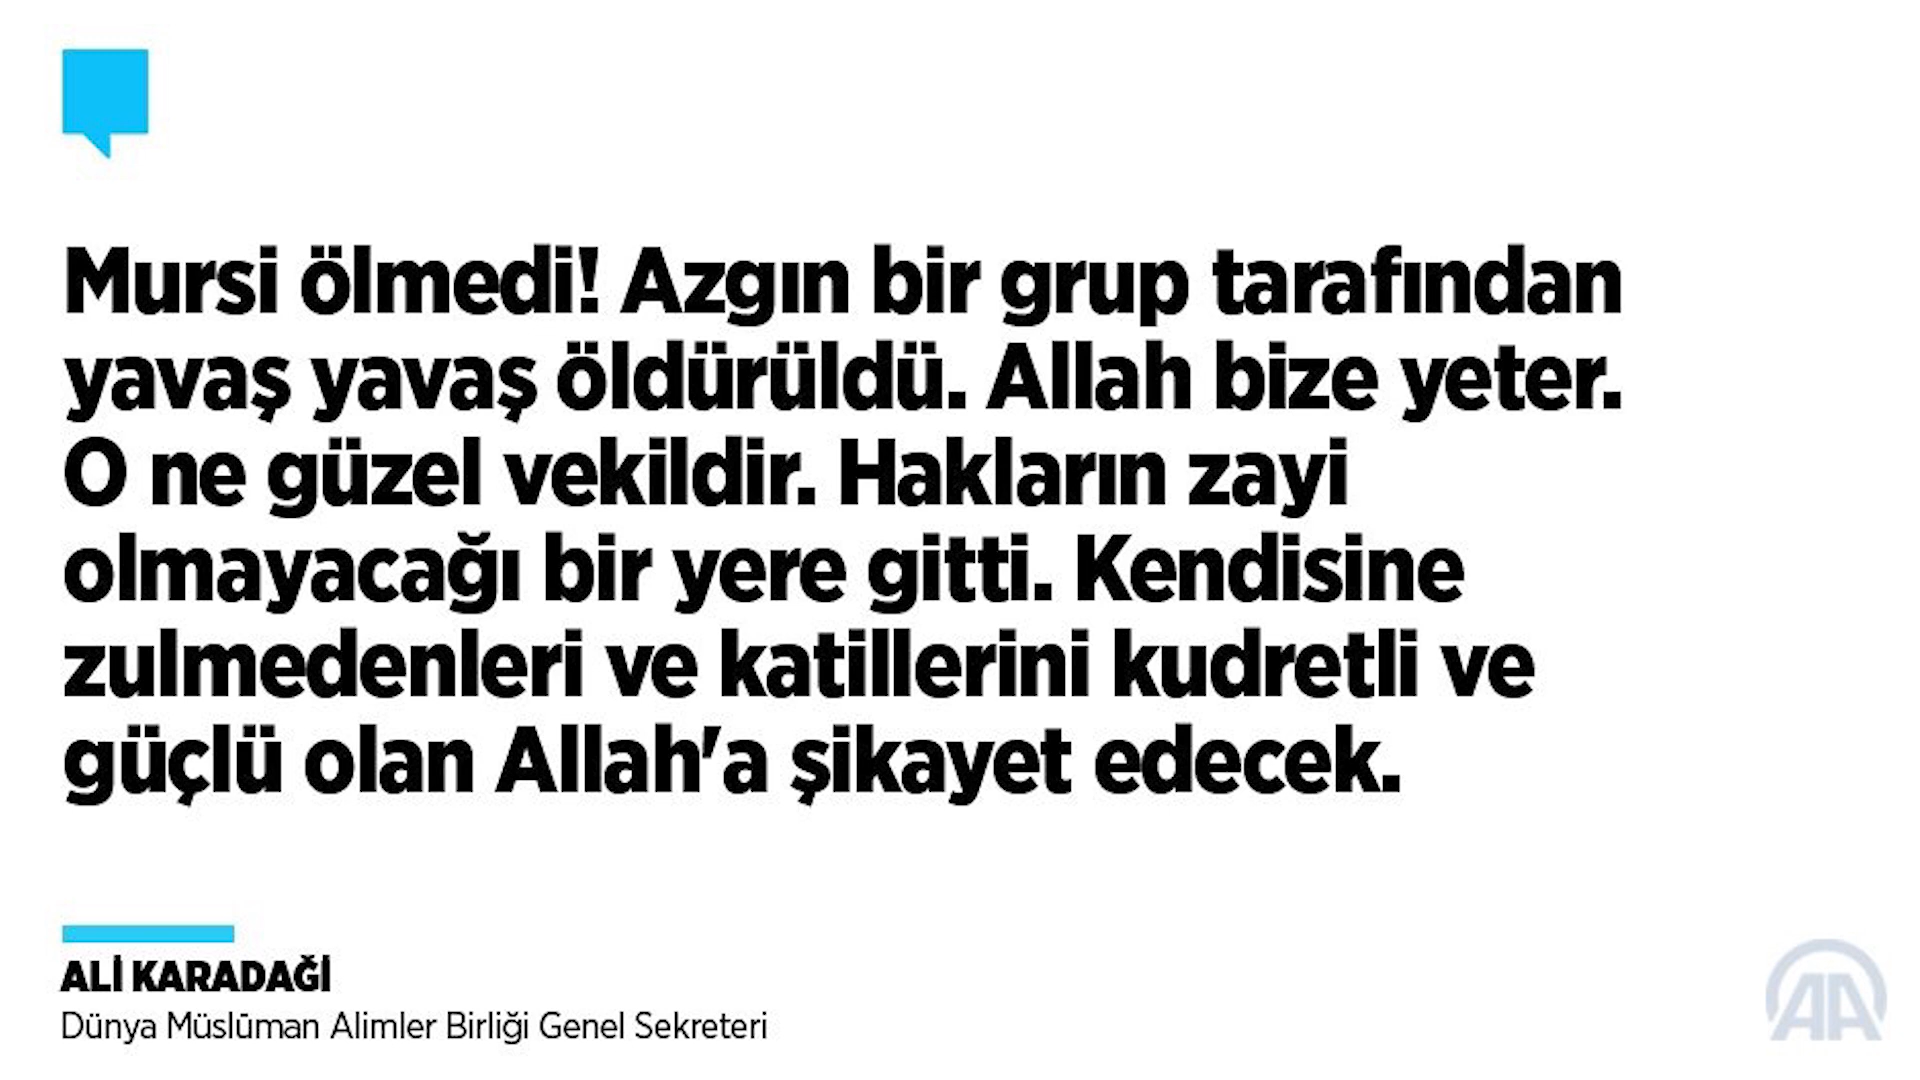 Mursi ölmedi! Azgın bir grup tarafından
yavaş yavaş öldürüldü. Allah bize yeter.
O ne güzel vekildir. Hakların zayi
olmayacağı bir yere gitti. Kendisine
zulmedenleri ve katillerini kudretli ve
güçlü olan Allah'a şikayet edecek.
ALİ KARADAĞİ
Dünya Müslūman Alimler Birliği Genel Sekreteri
AA